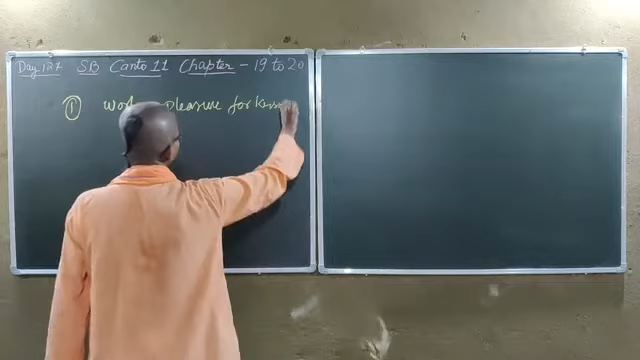 Day 127 SB Canto 11 Chapter - 19 to 20
① pleasure for